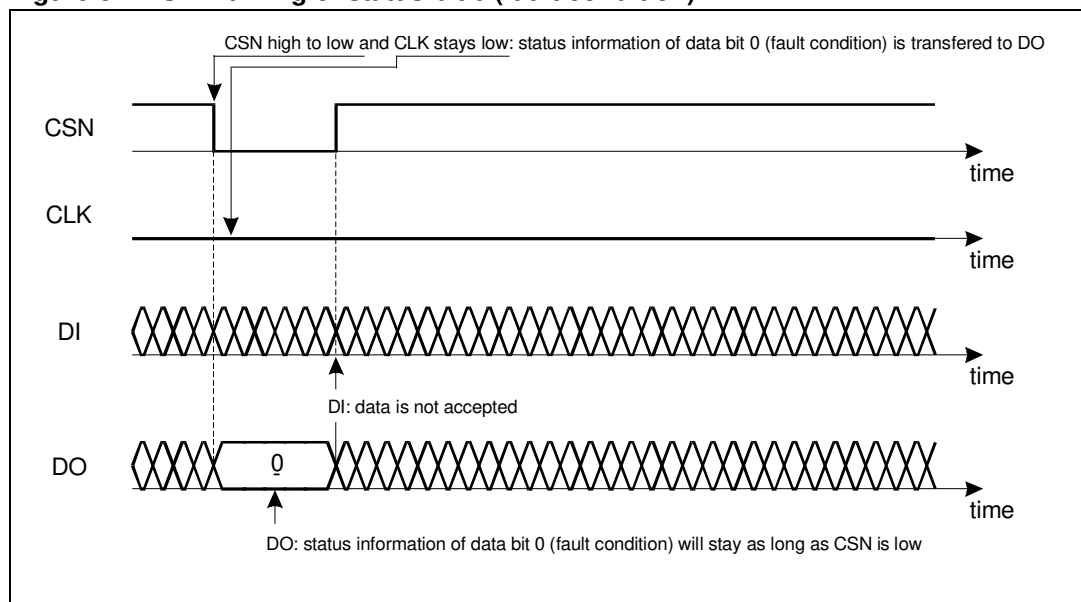 CSN high to low and CLK stays low: status information of data bit 0 (fault condition) is transfered to DO
CSN
time
CLK
time
DI
time
DI: data is not accepted
DO
0
time
DO: status information of data bit 0 (fault condition) will stay as long as CSN is low